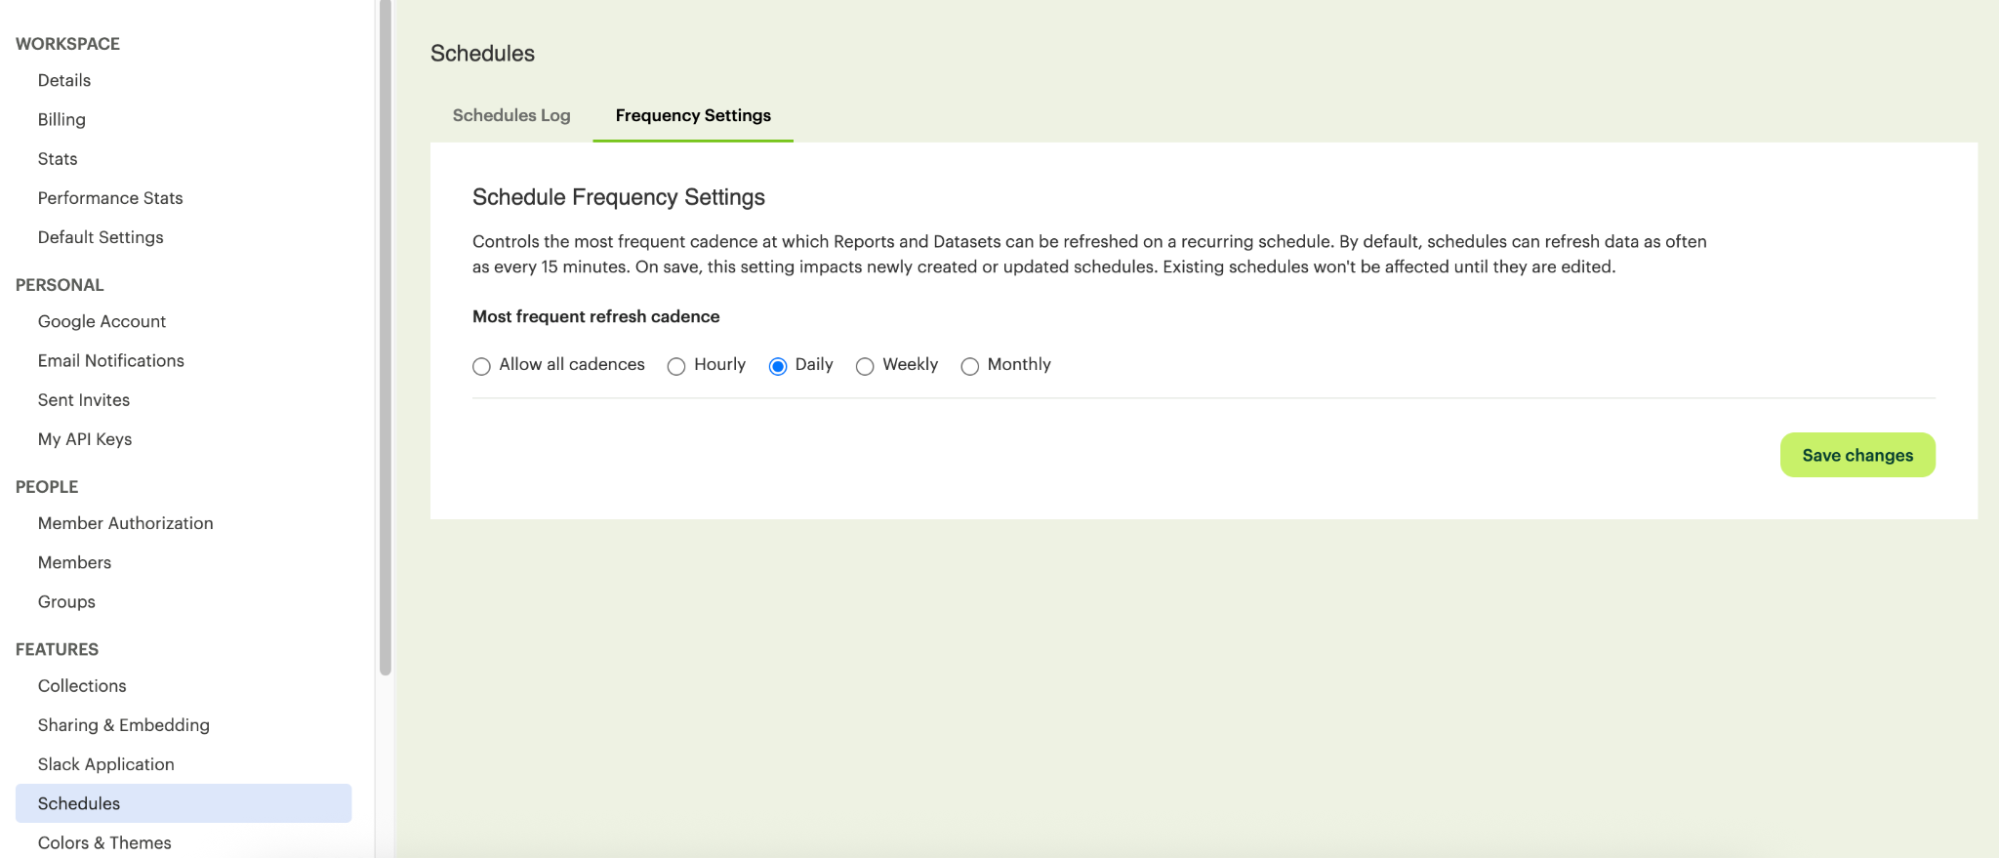 WORKSPACE
Details
Billing
Stats
Performance Stats
Default Settings
PERSONAL
Google Account
Email Notifications
Sent Invites
My API Keys
PEOPLE
Member Authorization
Members
Groups
FEATURES
Collections
Sharing & Embedding
Slack Application
Schedules
Colors & Themes
Schedules
Schedules Log
Frequency Settings
Schedule Frequency Settings
Controls the most frequent cadence at which Reports and Datasets can be refreshed on a recurring schedule. By default, schedules can refresh data as often
as every 15 minutes. On save, this setting impacts newly created or updated schedules. Existing schedules won't be affected until they are edited.
Most frequent refresh cadence
Allow all cadences
Hourly
Daily
Weekly
Monthly
Save changes